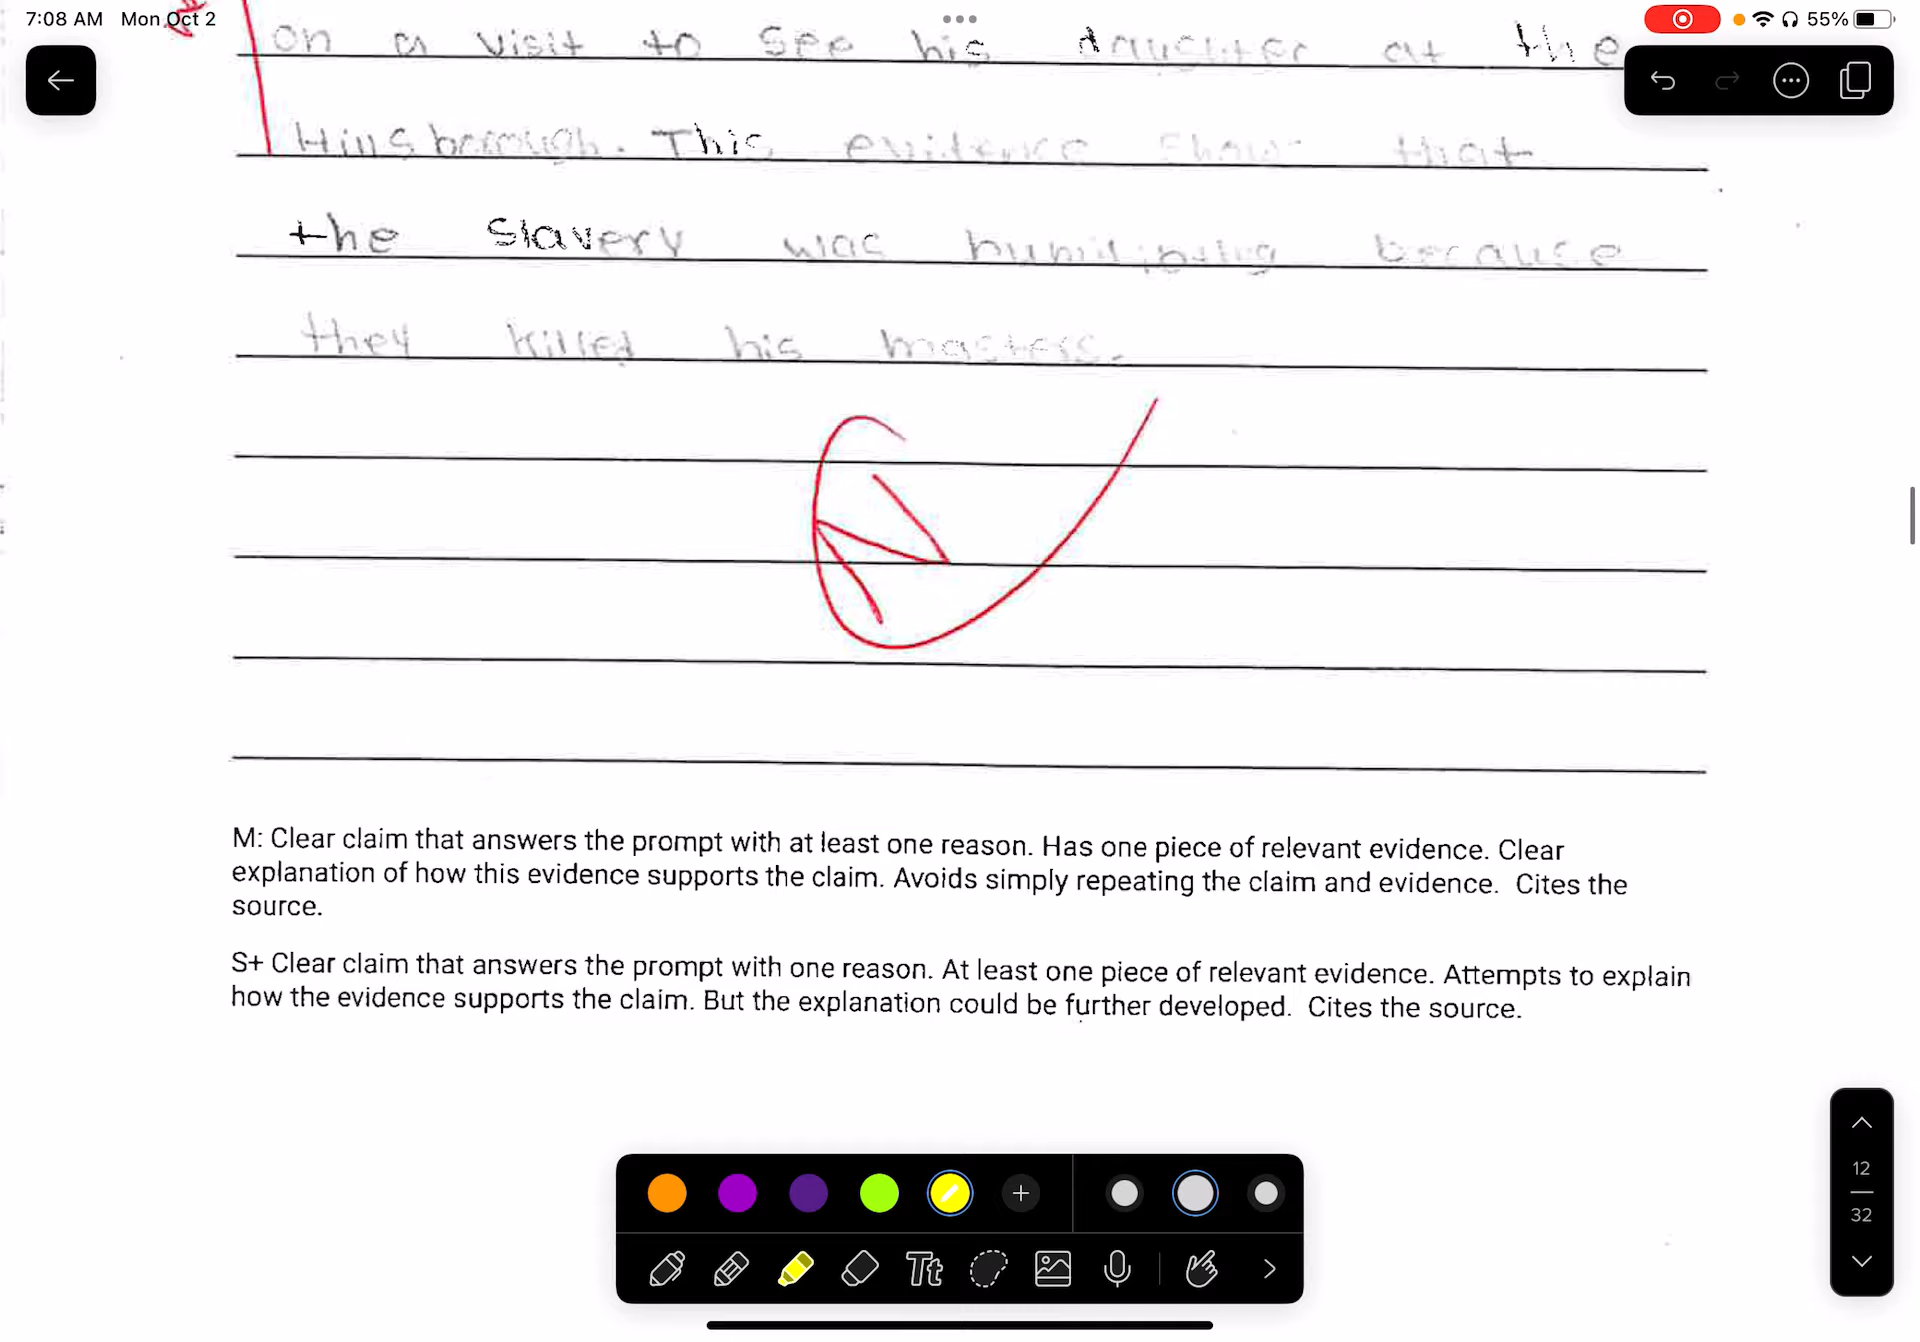 7:08 AM Mon Oct 2
55%
on a visit to see his daughter at the
Hillsborough. This evidence shows that
the slavery was because
they killed his masters.
M: Clear claim that answers the prompt with at least one reason. Has one piece of relevant evidence. Clear
explanation of how this evidence supports the claim. Avoids simply repeating the claim and evidence. Cites the
source.
S+ Clear claim that answers the prompt with one reason. At least one piece of relevant evidence. Attempts to explain
how the evidence supports the claim. But the explanation could be further developed. Cites the source.
12
32
Tt